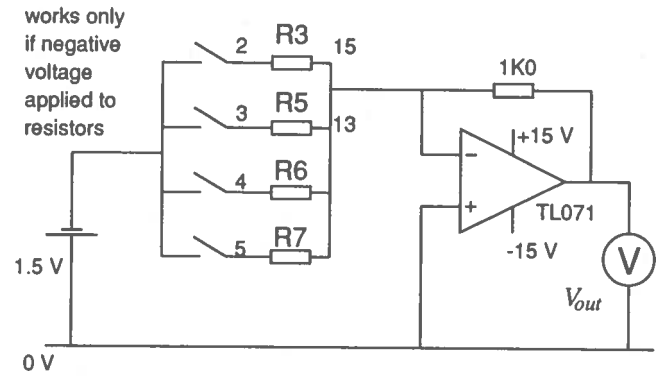 works only
if negative
voltage
applied to
resistors
2
R3
15
3
R5
13
4
R6
5
R7
1K0
+15 V
−
+
TL071
-15 V
1.5 V
V
Vout
0 V